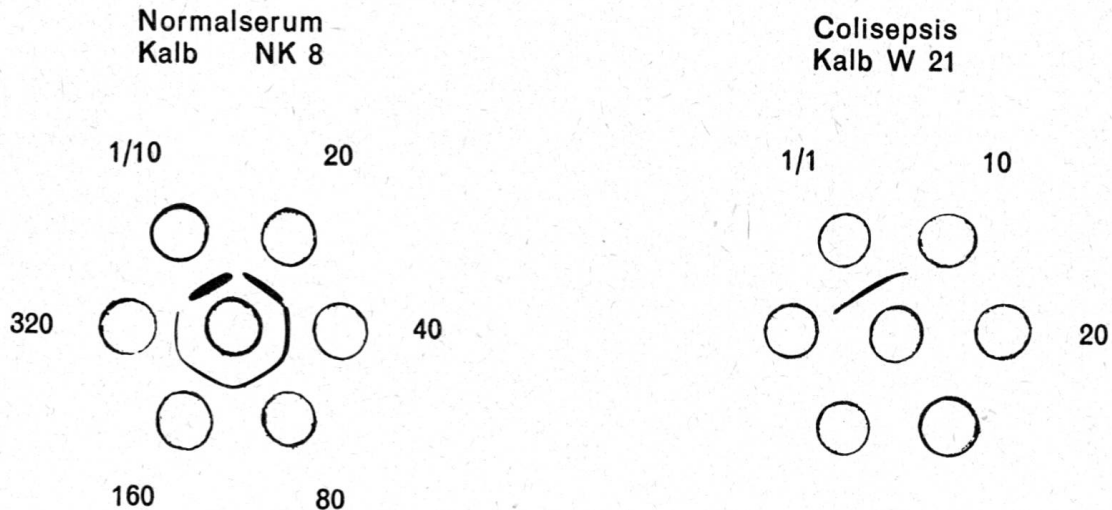 Normalserum
Kalb NK 8
1/10 20
320 40
160 80
Colisepsis
Kalb W 21
1/1 10
20